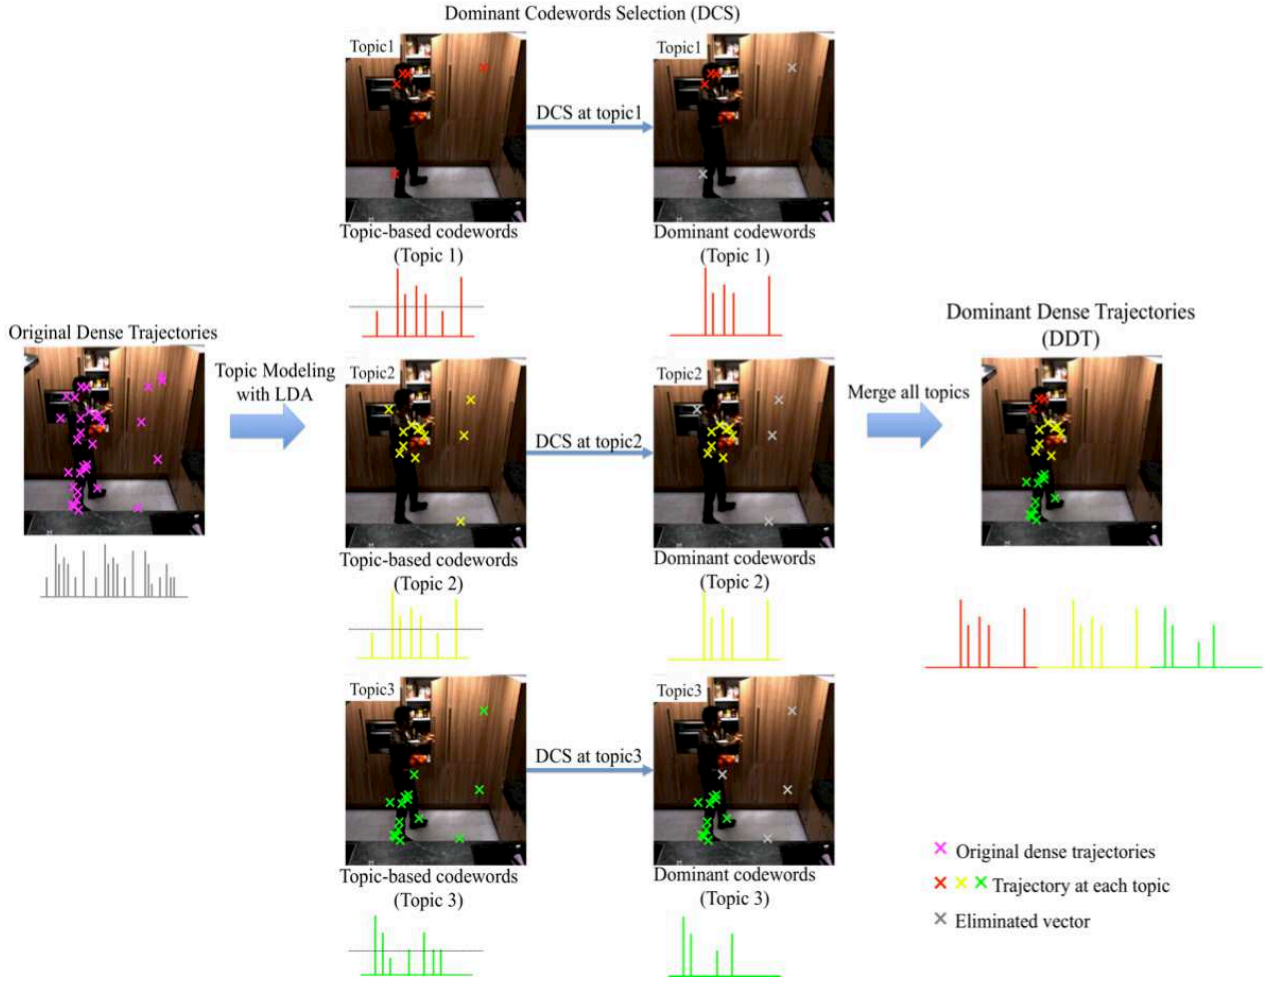 Dominant Codewords Selection (DCS)
Topic1
Topic1
DCS at topic1
Topic-based codewords
(Topic 1)
Dominant codewords
(Topic 1)
Original Dense Trajectories
Topic Modeling
with LDA
Topic2
Topic2
DCS at topic2
Topic-based codewords
(Topic 2)
Dominant codewords
(Topic 2)
Merge all topics
Dominant Dense Trajectories
(DDT)
Topic3
Topic3
DCS at topic3
Topic-based codewords
(Topic 3)
Dominant codewords
(Topic 3)
Original dense trajectories
Trajectory at each topic
Eliminated vector